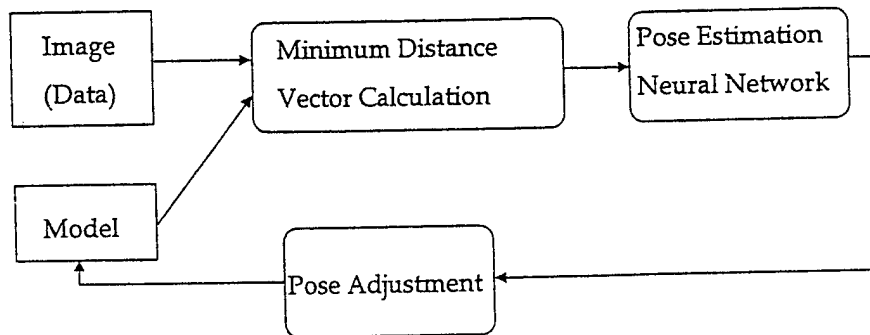 Image
(Data)
Minimum Distance
Vector Calculation
Pose Estimation
Neural Network
Model
Pose Adjustment